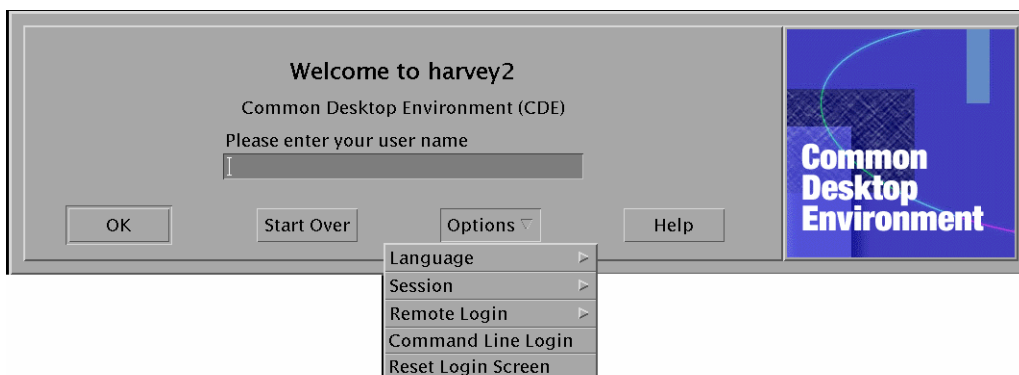 Welcome to harvey2
Common Desktop Environment (CDE)
Please enter your user name
OK
Start Over
Options
Help
Language
Session
Remote Login
Command Line Login
Reset Login Screen
Common
Desktop
Environment